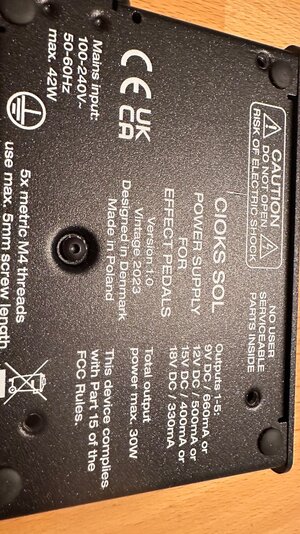 CAUTION
DO NOT OPEN
RISK OF ELECTRIC SHOCK
NO USER
SERVICEABLE
PARTS INSIDE
CIOKS SOL
POWER SUPPLY
FOR
EFFECT PEDALS
Outputs 1-5:
9V DC / 660mA or
12V DC / 500mA or
15V DC / 400mA or
18V DC / 330mA
UK
CA
CE
Version 1.0
Vintage 2023
Designed in Denmark
Made in Poland
Total output
power max. 30W
Mains input:
100-240V~
50-60Hz
max. 42W
5x metric M4 threads
use max. 5mm screw length
This device complies
with Part 15 of the
FCC Rules.